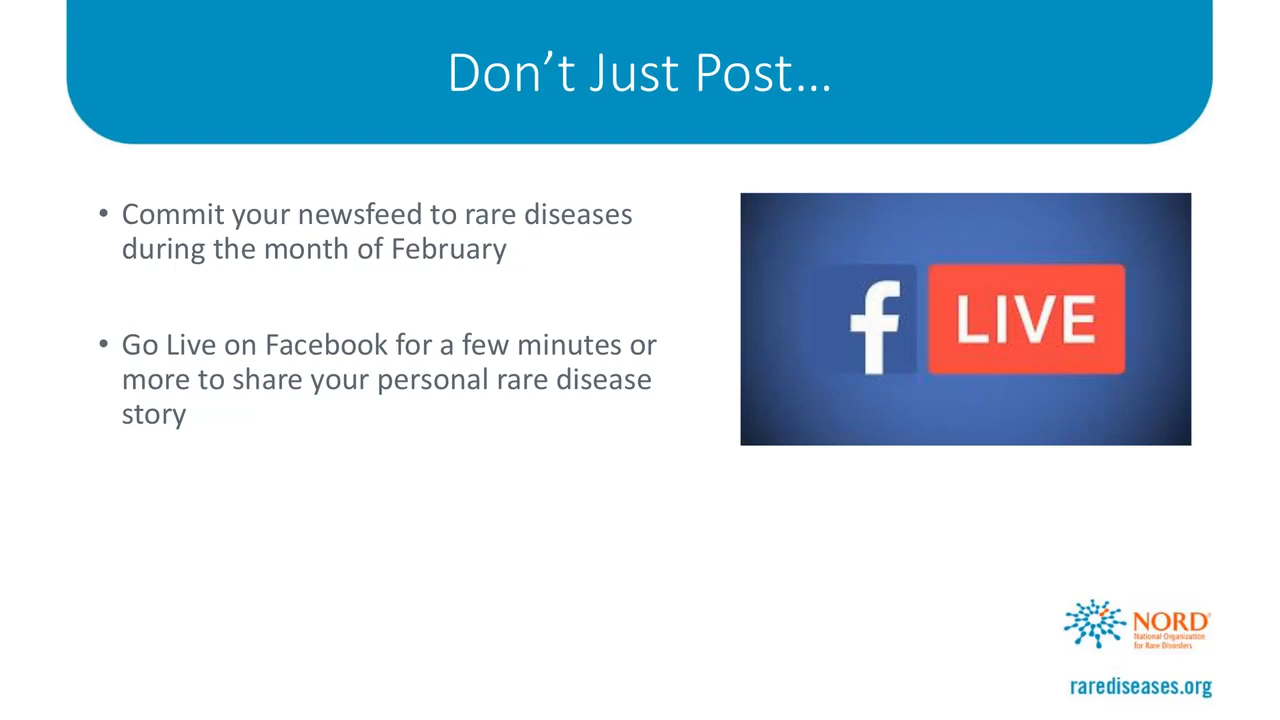 Don’t Just Post...
• Commit your newsfeed to rare diseases
during the month of February
• Go Live on Facebook for a few minutes or
more to share your personal rare disease
story
f LIVE
NORD®
National Organization
for Rare Disorders
rarediseases.org